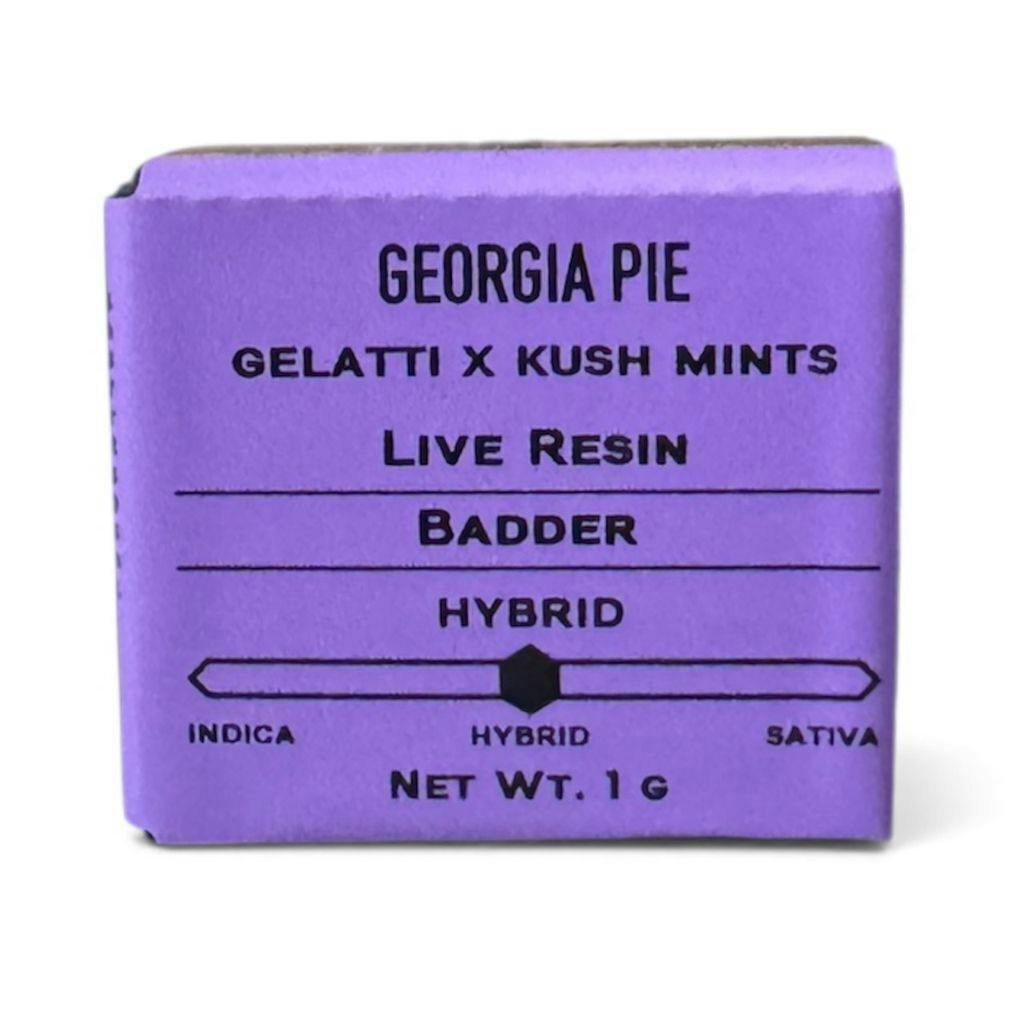 GEORGIA PIE
GELATTI X KUSH MINTS
LIVE RESIN
BADDER
HYBRID
INDICA HYBRID SATIVA
NET WT. 1 G